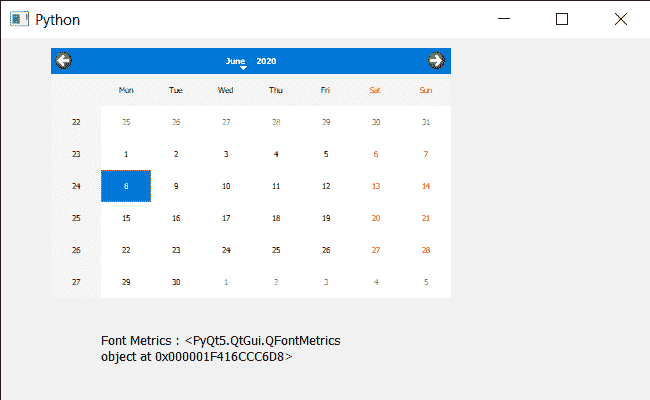 Python
June 2020
Mon Tue Wed Thu Fri Sat Sun
22 25 26 27 28 29 30 31
23 1 2 3 4 5 6 7
24 8 9 10 11 12 13 14
25 15 16 17 18 19 20 21
26 22 23 24 25 26 27 28
27 29 30 1 2 3 4 5
Font Metrics : <PyQt5.QtGui.QFontMetrics
object at 0x000001F416CCC6D8>